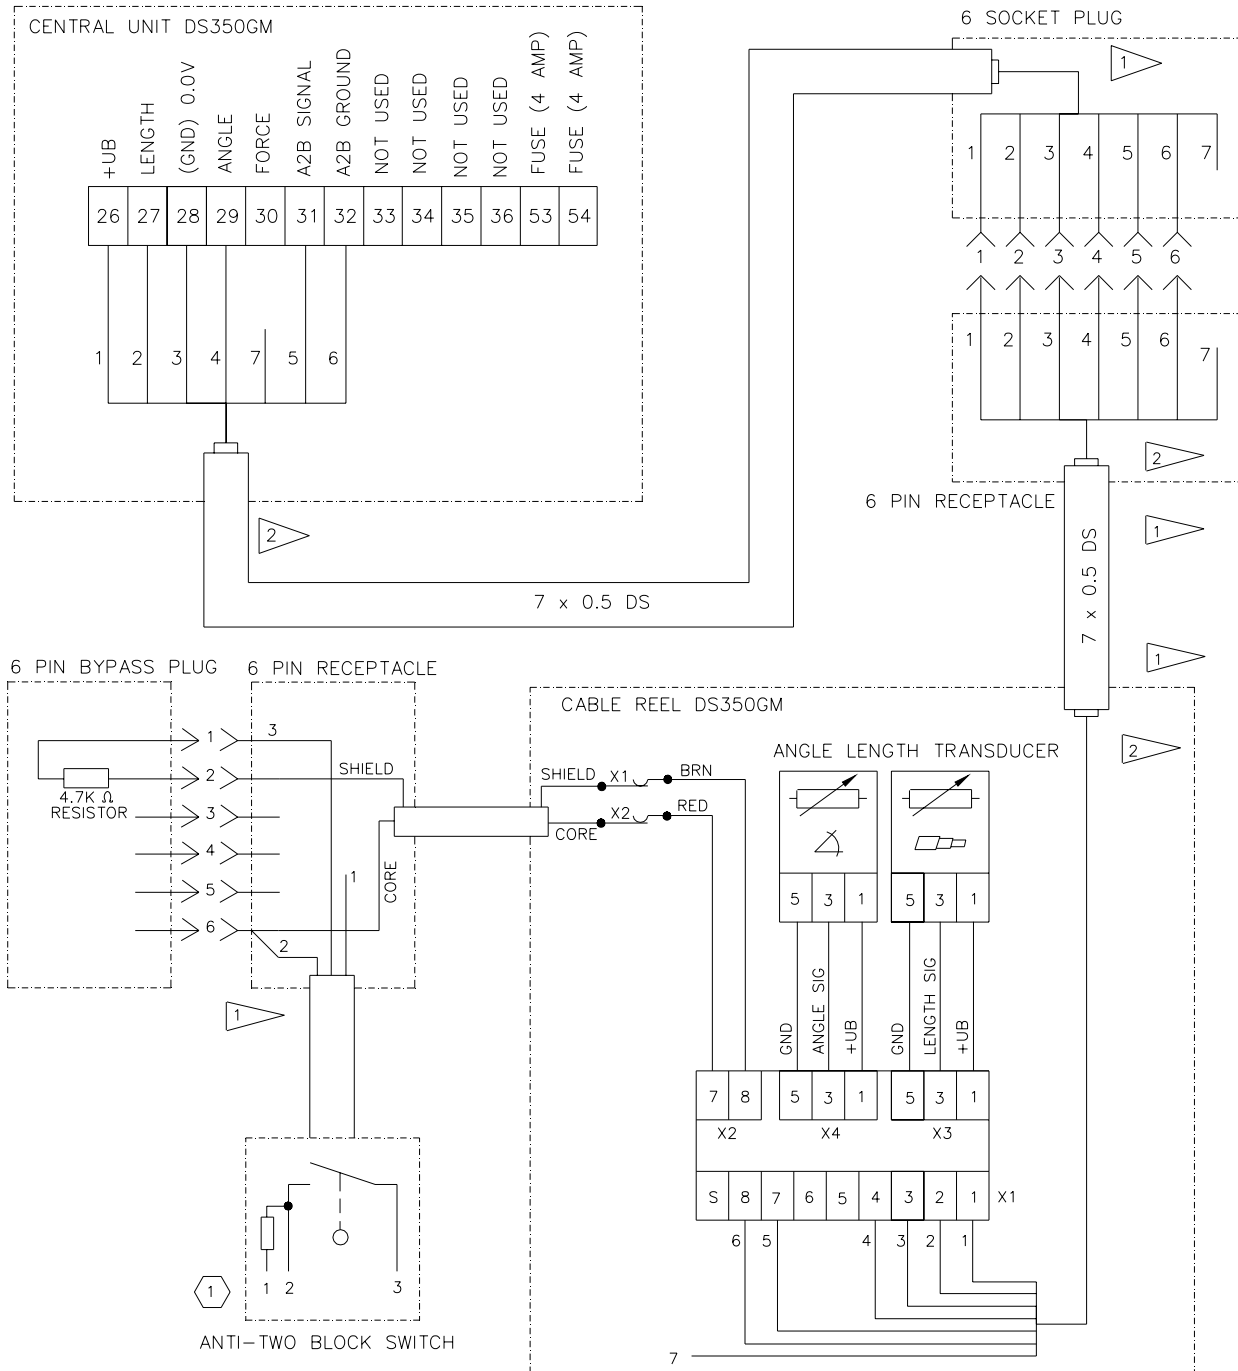 CENTRAL UNIT DS350GM
+UB
LENGTH
(GND) 0.0V
ANGLE
FORCE
A2B SIGNAL
A2B GROUND
NOT USED
NOT USED
NOT USED
NOT USED
FUSE (4 AMP)
FUSE (4 AMP)
26 27 28 29 30 31 32 33 34 35 36 53 54
1 2 3 4 7 5 6
2
7 x 0.5 DS
6 SOCKET PLUG
1
1 2 3 4 5 6 7
1 2 3 4 5 6
1 2 3 4 5 6 7
2
6 PIN RECEPTACLE
1
7 x 0.5 DS
1
2
6 PIN BYPASS PLUG
6 PIN RECEPTACLE
1 3
2 SHIELD
4.7K Ω
RESISTOR
3
4
5
6
1
CORE
2
1
1 2 3
1
ANTI-TWO BLOCK SWITCH
CABLE REEL DS350GM
ANGLE LENGTH TRANSDUCER
SHIELD X1 BRN
CORE X2 RED
5 3 1 5 3 1
GND
ANGLE SIG
+UB
GND
LENGTH SIG
+UB
7 8 5 3 1 5 3 1
X2 X4 X3
S 8 7 6 5 4 3 2 1 X1
6 5 4 3 2 1
7